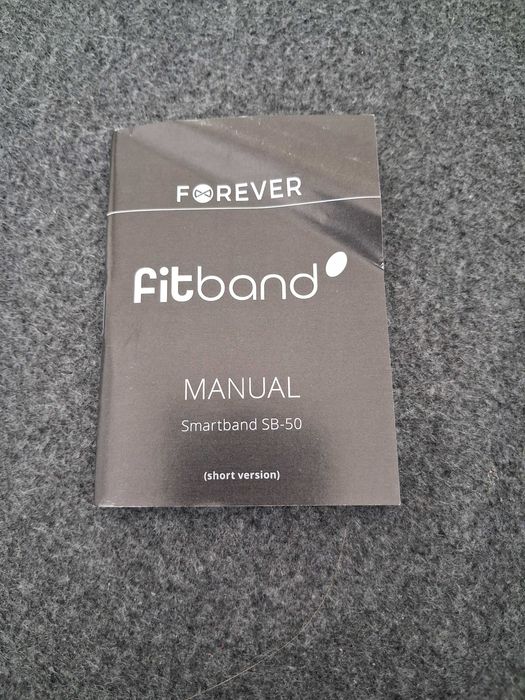 FOREVER
fitband
MANUAL
Smartband SB-50
(short version)